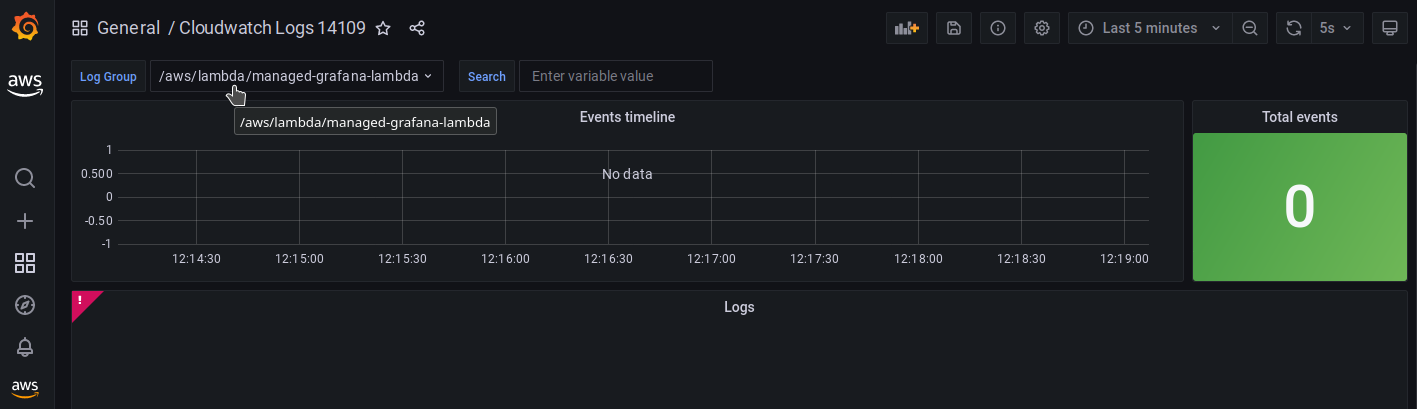 General / Cloudwatch Logs 14109
Last 5 minutes
5s
aws
Log Group
/aws/lambda/managed-grafana-lambda
Search
Enter variable value
/aws/lambda/managed-grafana-lambda
Events timeline
Total events
1
0.500
0
-0.50
-1
No data
12:14:30 12:15:00 12:15:30 12:16:00 12:16:30 12:17:00 12:17:30 12:18:00 12:18:30 12:19:00
0
!
Logs
aws